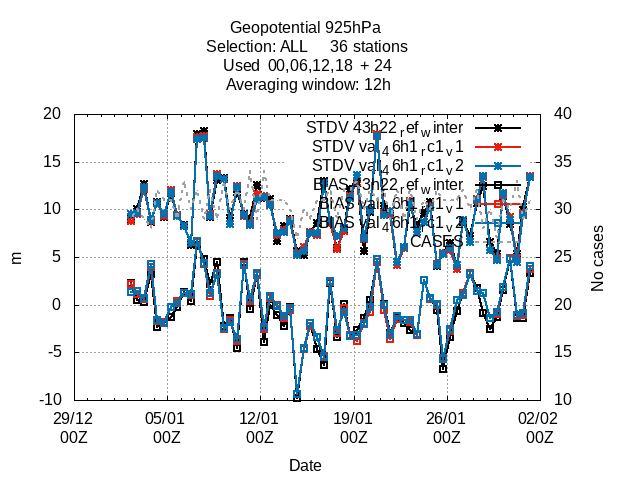 Geopotential 925hPa
Selection: ALL 36 stations
Used 00,06,12,18 + 24
Averaging window: 12h
20
15
10
5
0
-5
-10
40
35
30
25
20
15
10
m
No cases
STDV 43h22_ref_winter
STDV val_46h1_rc1_v1
STDV val_46h1_rc1_v2
BIAS 43h22_ref_winter
BIAS val_46h1_rc1_v1
BIAS val_46h1_rc1_v2
CASES
29/12 05/01 12/01 19/01 26/01 02/02
00Z 00Z 00Z 00Z 00Z 00Z
Date